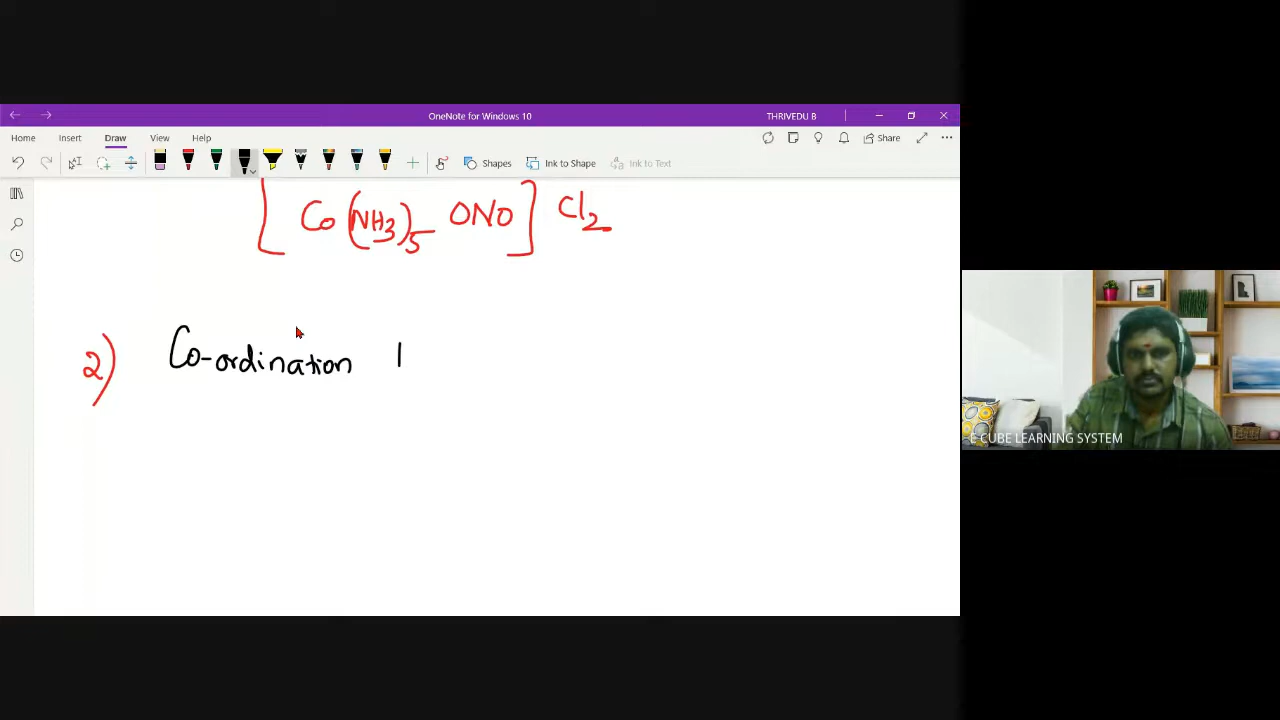 OneNote for Windows 10
THRIVEDU B
Home Insert Draw View Help
Share
Shapes Ink to Shape Ink to Text
[Co(NH3)5 ONO] Cl2
2) Co-ordination I
E CUBE LEARNING SYSTEM